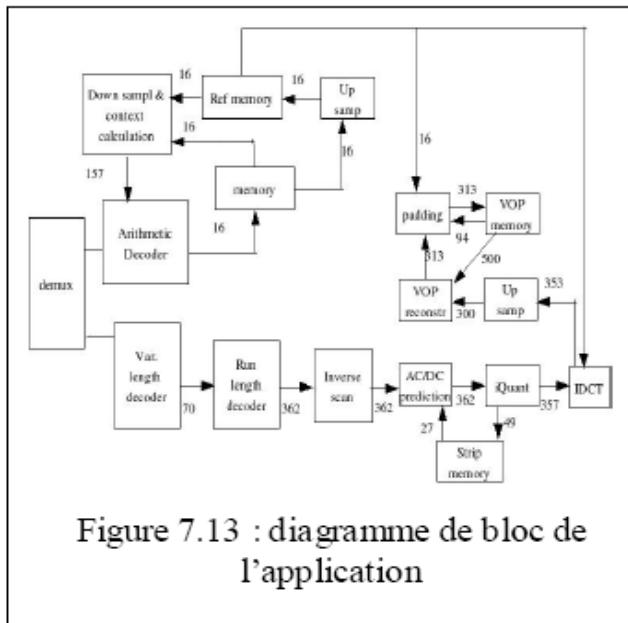 16
16
Down sampl &
context
calculation
Ref memory
Up
samp
16
16
16
157
memory
16
padding
313
VOP
memory
94
16
Arithmetic
Decoder
demux
313
500
353
VOP
reconstr
300
Up
samp
Var.
length
decoder
70
Run
length
decoder
362
Inverse
scan
362
AC/DC
prediction
362
iQuant
357
IDCT
27
49
Strip
memory
Figure 7.13 : diagramme de bloc de
l'application